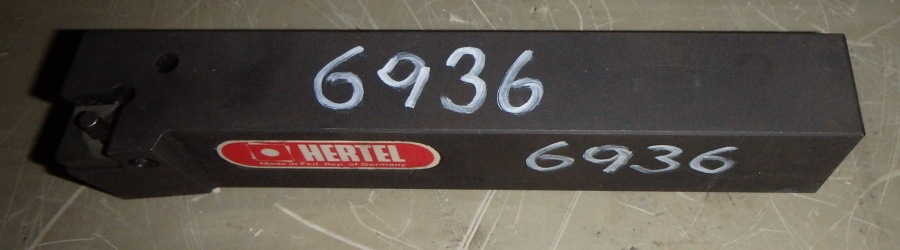 6936
HERTEL
Made in Fed. Rep. of Germany
6936